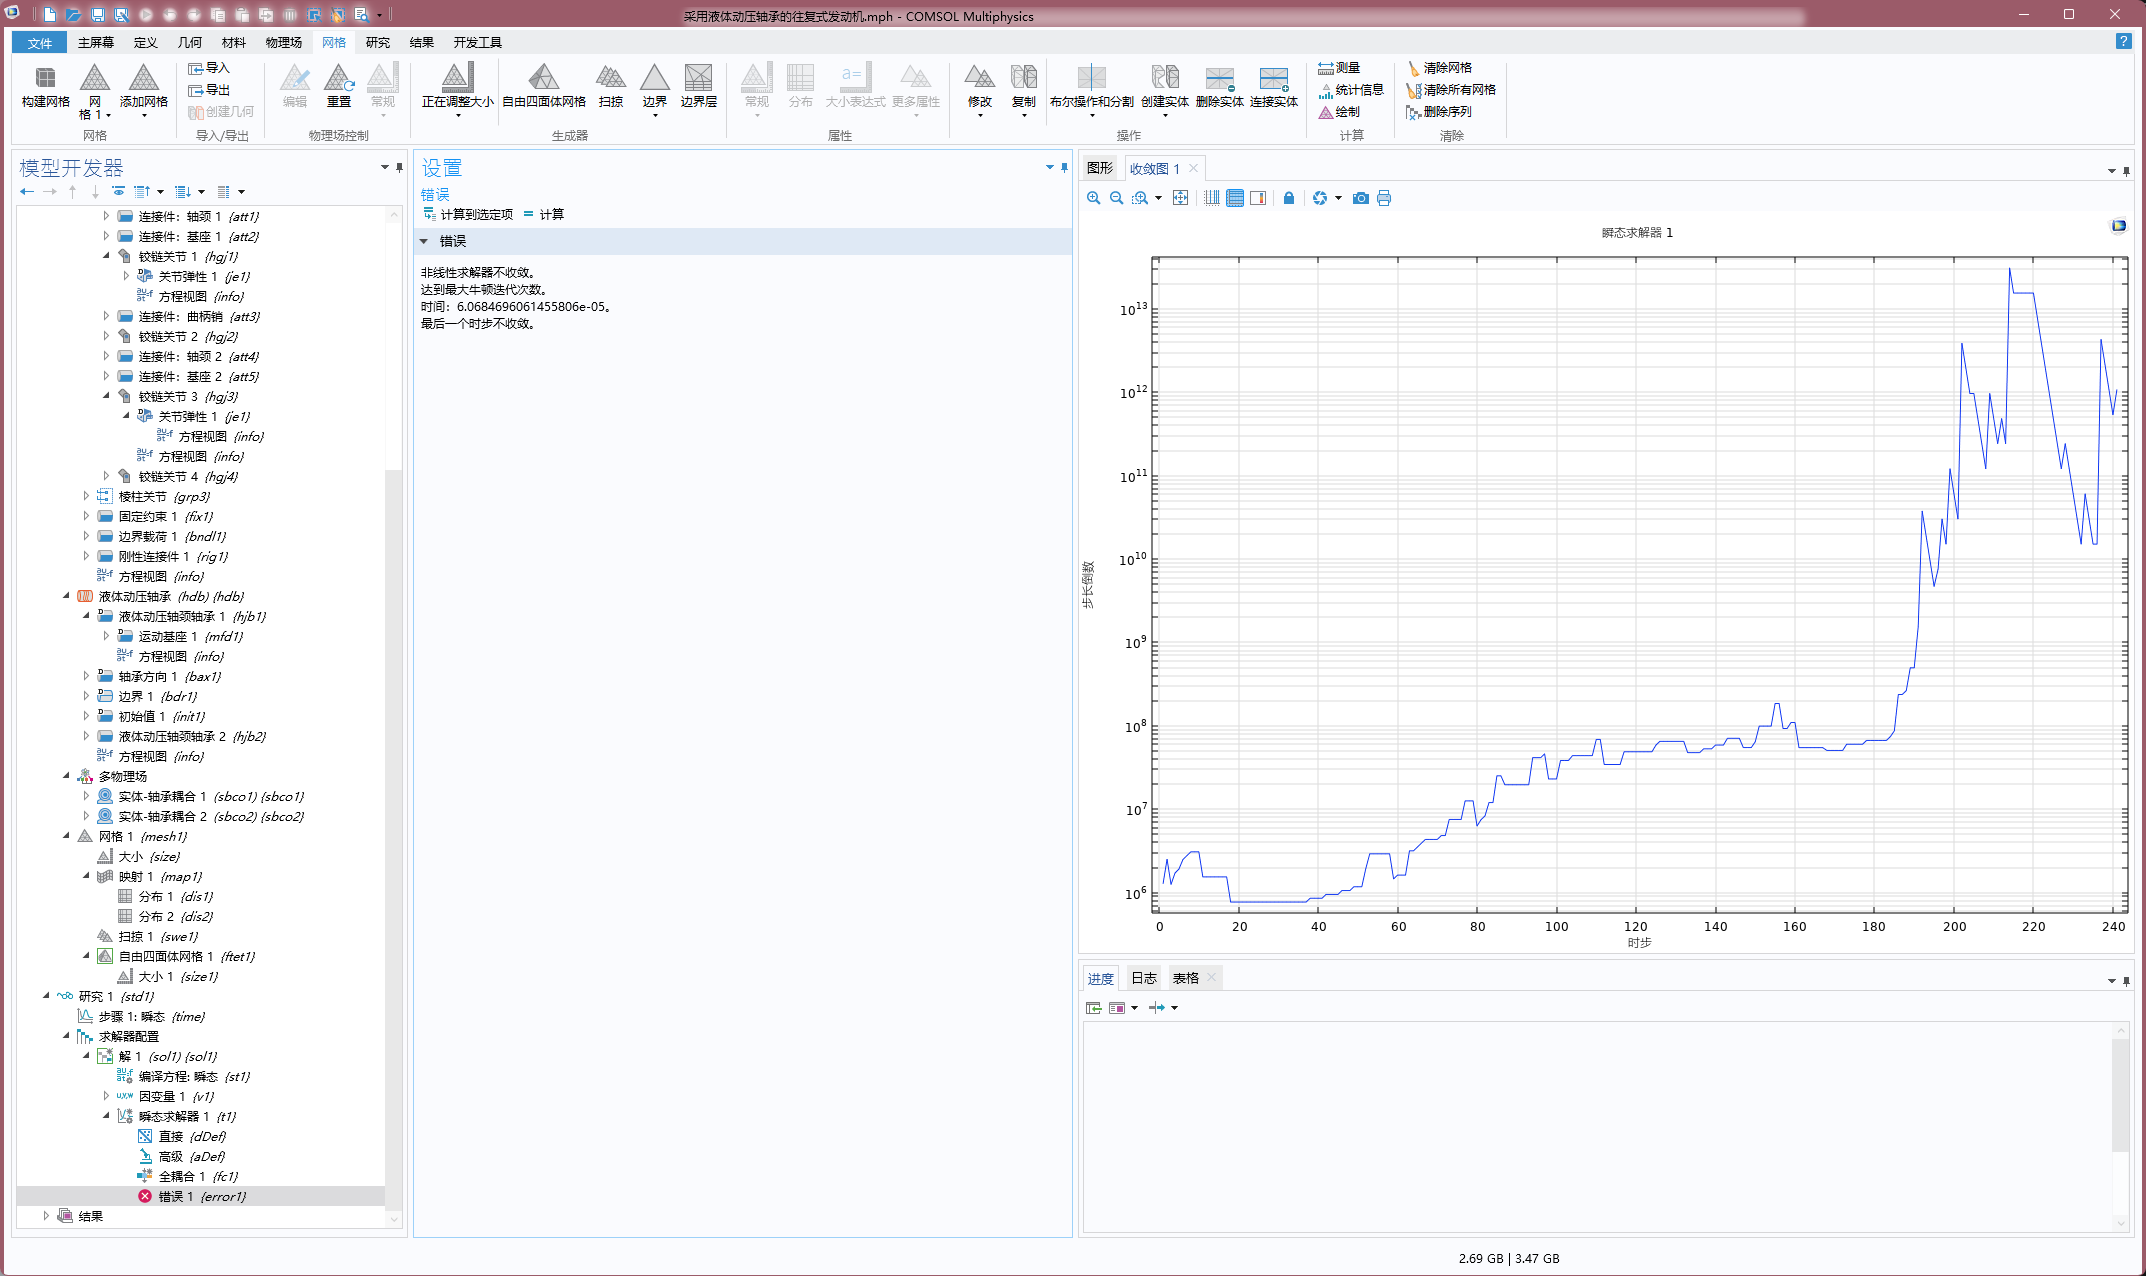 采用液体动压轴承的往复式发动机.mph - COMSOL Multiphysics
文件 主屏幕 定义 几何 材料 物理场 网格 研究 结果 开发工具
?
构建网格
网格 1
添加网格
网格
导入
导出
创建几何
导入/导出
编辑
重置
常规
物理场控制
正在调整大小
自由四面体网格
扫掠
边界
边界层
生成器
常规
分布
a=
大小表达式
更多属性
属性
修改
复制
布尔操作和分割
创建实体
删除实体
连接实体
操作
测量
统计信息
绘制
计算
清除网格
清除所有网格
删除序列
清除
模型开发器
连接件: 轴颈 1 {att1}
连接件: 基座 1 {att2}
铰链关节 1 {hgj1}
关节弹性 1 {je1}
方程视图 {info}
连接件: 曲柄销 {att3}
铰链关节 2 {hgj2}
连接件: 轴颈 2 {att4}
连接件: 基座 2 {att5}
铰链关节 3 {hgj3}
关节弹性 1 {je1}
方程视图 {info}
方程视图 {info}
铰链关节 4 {hgj4}
棱柱关节 {grp3}
固定约束 1 {fix1}
边界载荷 1 {bndl1}
刚性连接件 1 {rig1}
方程视图 {info}
液体动压轴承 (hdb) {hdb}
液体动压轴颈轴承 1 {hjb1}
运动基座 1 {mfd1}
方程视图 {info}
轴承方向 1 {bax1}
边界 1 {bdr1}
初始值 1 {init1}
液体动压轴颈轴承 2 {hjb2}
方程视图 {info}
多物理场
实体-轴承耦合 1 (sbco1) {sbco1}
实体-轴承耦合 2 (sbco2) {sbco2}
网格 1 {mesh1}
大小 {size}
映射 1 {map1}
分布 1 {dis1}
分布 2 {dis2}
扫掠 1 {swe1}
自由四面体网格 1 {ftet1}
大小 1 {size1}
研究 1 {std1}
步骤 1: 瞬态 {time}
求解器配置
解 1 (sol1) {sol1}
编译方程: 瞬态 {st1}
因变量 1 {v1}
瞬态求解器 1 {t1}
直接 {dDef}
高级 {aDef}
全耦合 1 {fc1}
错误 1 {error1}
结果
设置
错误
计算到选定项 = 计算
错误
非线性求解器不收敛。
达到最大牛顿迭代次数。
时间：6.0684696061455806e-05。
最后一个时步不收敛。
图形 收敛图 1
瞬态求解器 1
10^13
10^12
10^11
10^10
10^9
10^8
10^7
10^6
步长倒数
0 20 40 60 80 100 120 140 160 180 200 220 240
时步
进度 日志 表格
2.69 GB | 3.47 GB